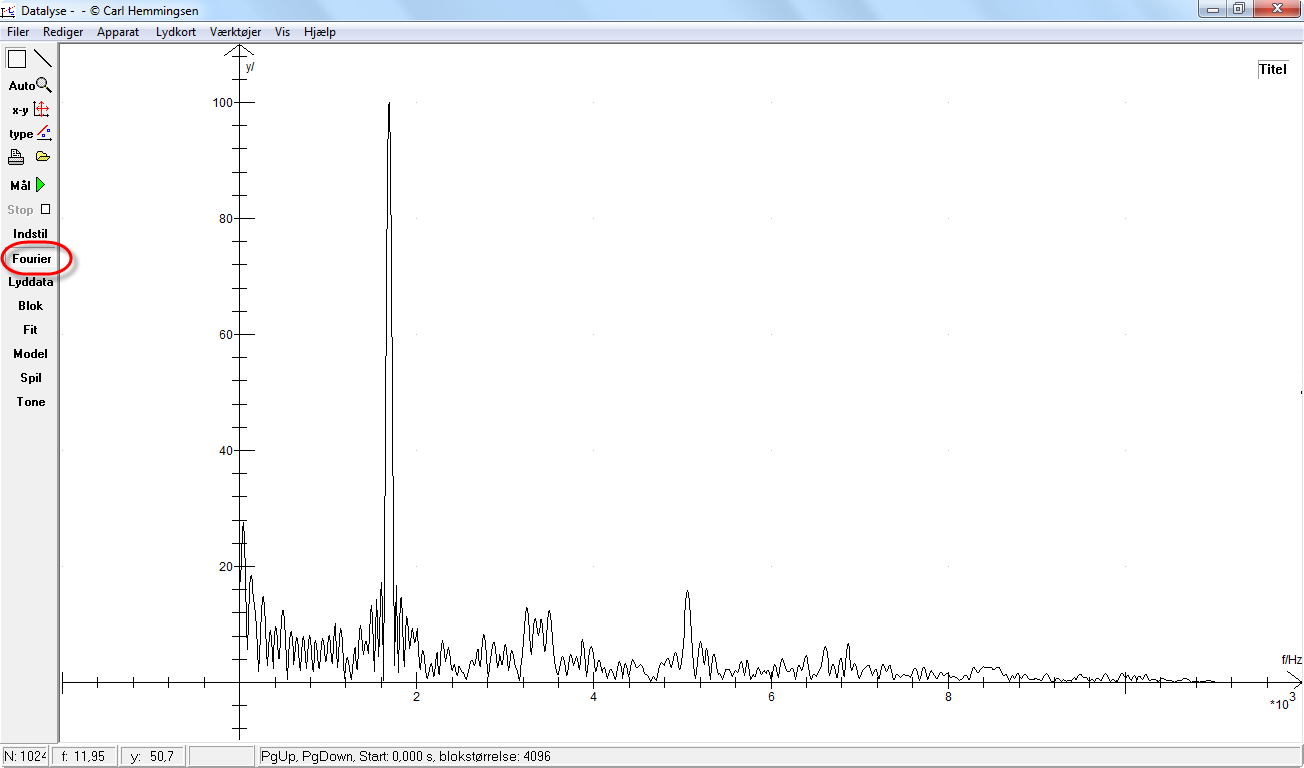 Datalyse - - © Carl Hemmingsen
Filer Rediger Apparat Lydkort Værktøjer Vis Hjælp
Auto
x-y
type
Mål
Stop
Indstil
Fourier
Lyddata
Blok
Fit
Model
Spil
Tone
y/
Titel
100
80
60
40
20
f/Hz
2 4 6 8
*10³
N: 1024 f: 11,95 y: 50,7 PgUp, PgDown, Start: 0,000 s, blokstørrelse: 4096